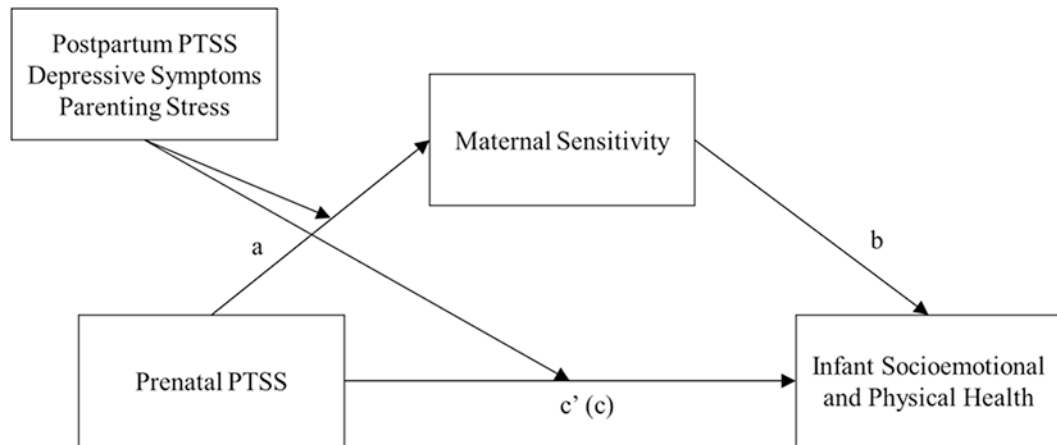 Postpartum PTSS
Depressive Symptoms
Parenting Stress
Maternal Sensitivity
a
b
Prenatal PTSS
c’ (c)
Infant Socioemotional
and Physical Health